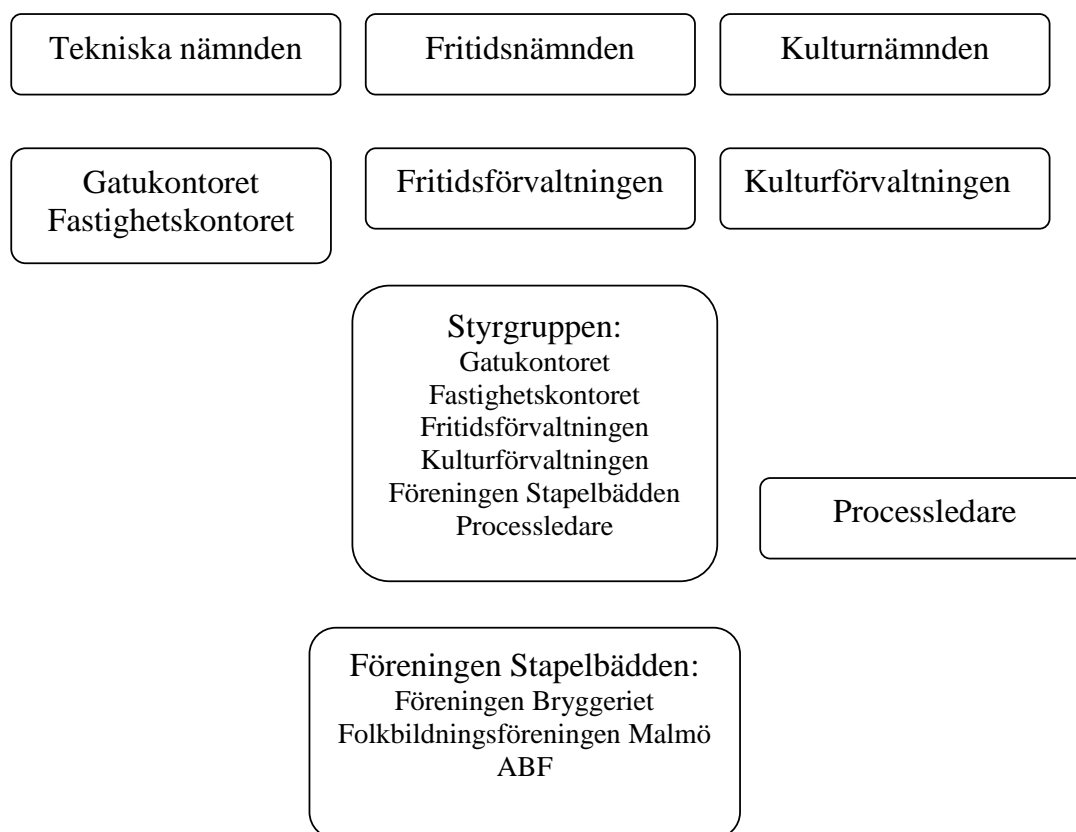 Tekniska nämnden
Fritidsnämnden
Kulturnämnden
Gatukontoret
Fastighetskontoret
Fritidsförvaltningen
Kulturförvaltningen
Styrgruppen:
Gatukontoret
Fastighetskontoret
Fritidsförvaltningen
Kulturförvaltningen
Föreningen Stapelbädden
Processledare
Processledare
Föreningen Stapelbädden:
Föreningen Bryggeriet
Folkbildningsföreningen Malmö
ABF